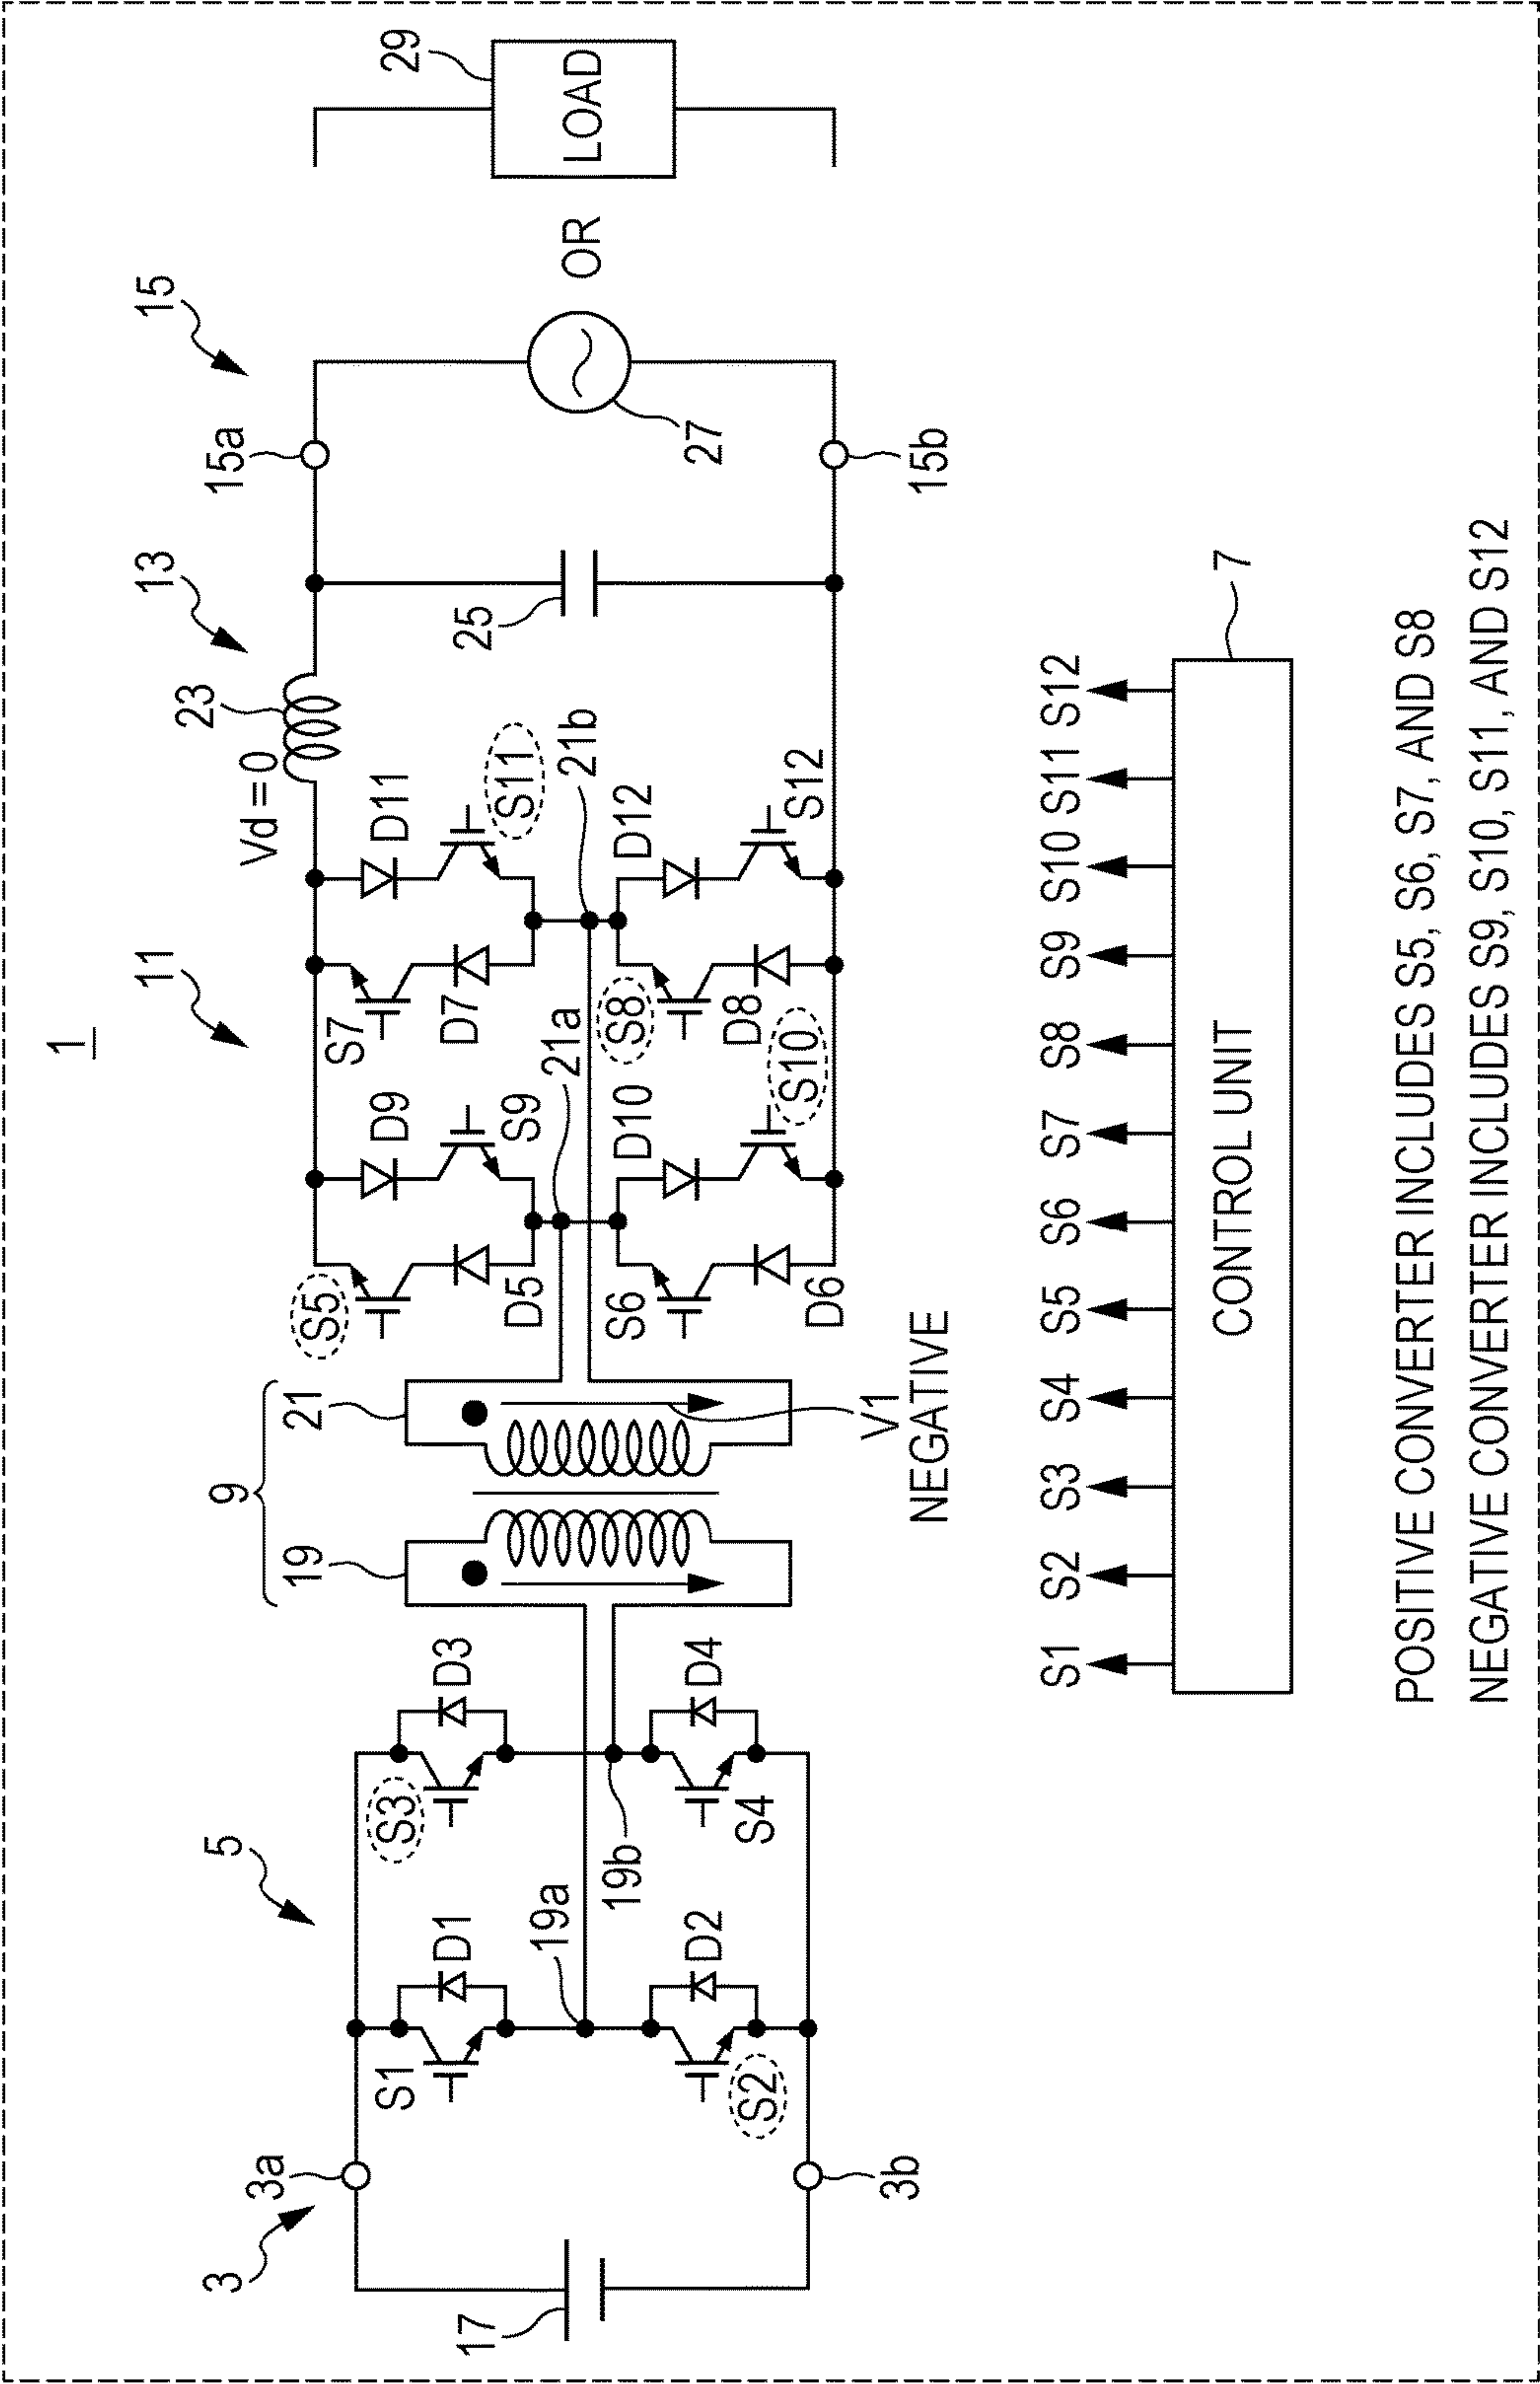 1
3
3a
3b
17
5
S1
D1
S2
D2
19a
S3
D3
S4
D4
19b
9
19
21
V1
NEGATIVE
11
S5
D5
S6
D6
D9
S9
21a
D10
S10
S7
D7
S8
D8
D11
S11
21b
D12
S12
Vd = 0
13
23
25
15
15a
15b
27
OR
LOAD
29
S1 S2 S3 S4 S5 S6 S7 S8 S9 S10 S11 S12
CONTROL UNIT
7
POSITIVE CONVERTER INCLUDES S5, S6, S7, AND S8
NEGATIVE CONVERTER INCLUDES S9, S10, S11, AND S12